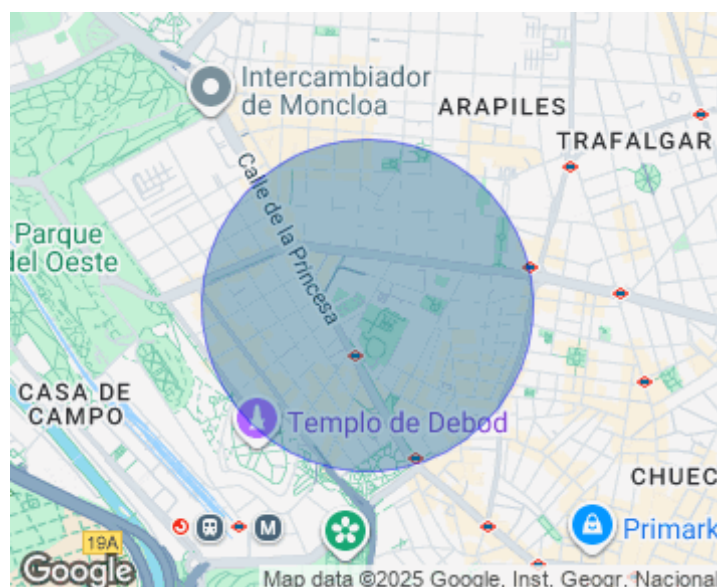 Intercambiador
de Moncloa
ARAPILES
TRAFALGAR
Calle de la Princesa
Parque
del Oeste
CASA DE
CAMPO
Templo de Debod
CHUEC
M
Primark
19A
Google
Map data ©2025 Google, Inst. Geogr. Nacional